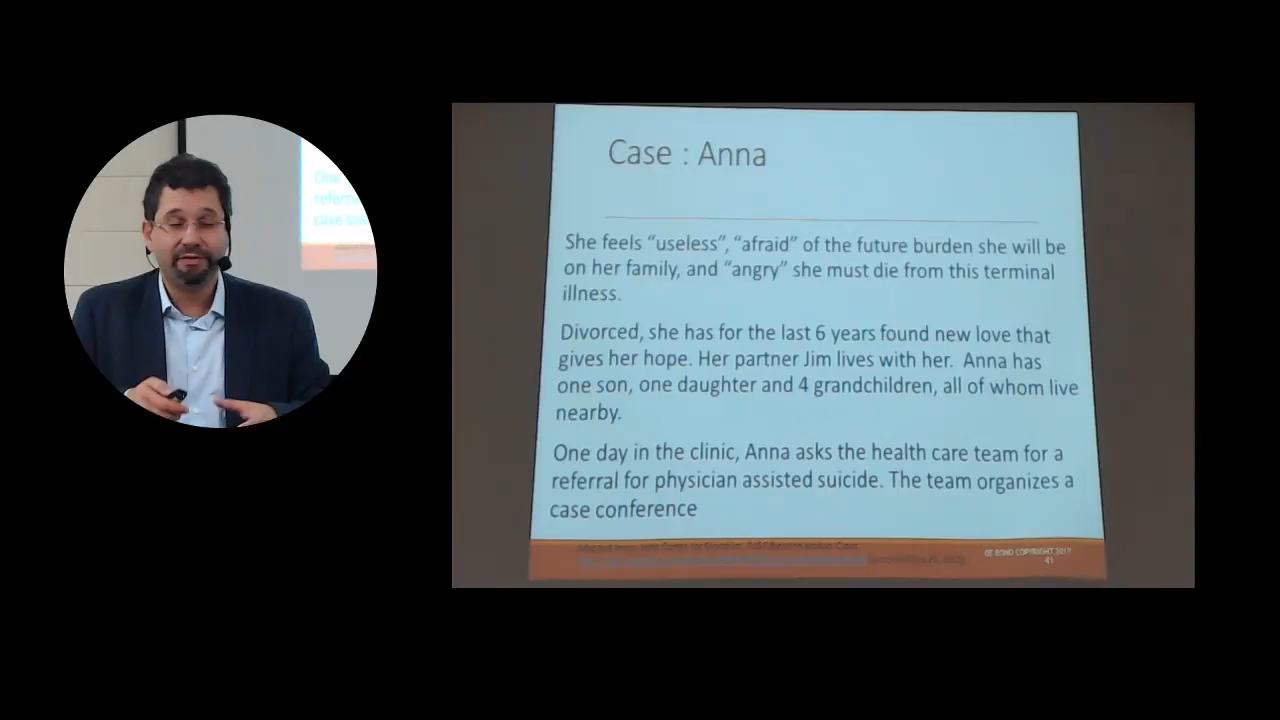 Case : Anna
She feels “useless”, “afraid” of the future burden she will be
on her family, and “angry” she must die from this terminal
illness.
Divorced, she has for the last 6 years found new love that
gives her hope. Her partner Jim lives with her.  Anna has
one son, one daughter and 4 grandchildren, all of whom live
nearby.
One day in the clinic, Anna asks the health care team for a
referral for physician assisted suicide. The team organizes a
case conference
COPYRIGHT 2017
41